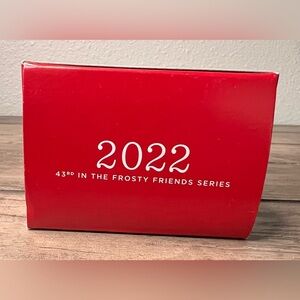 2022
43RD IN THE FROSTY FRIENDS SERIES